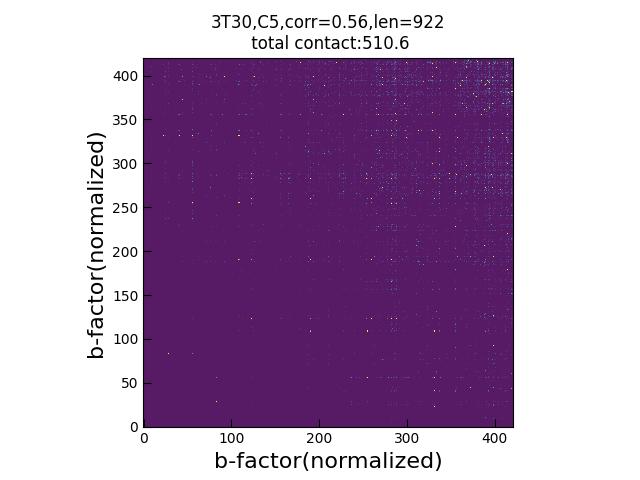 3T30,C5,corr=0.56,len=922
total contact:510.6
b-factor(normalized)
400
350
300
250
200
150
100
50
0
0 100 200 300 400
b-factor(normalized)